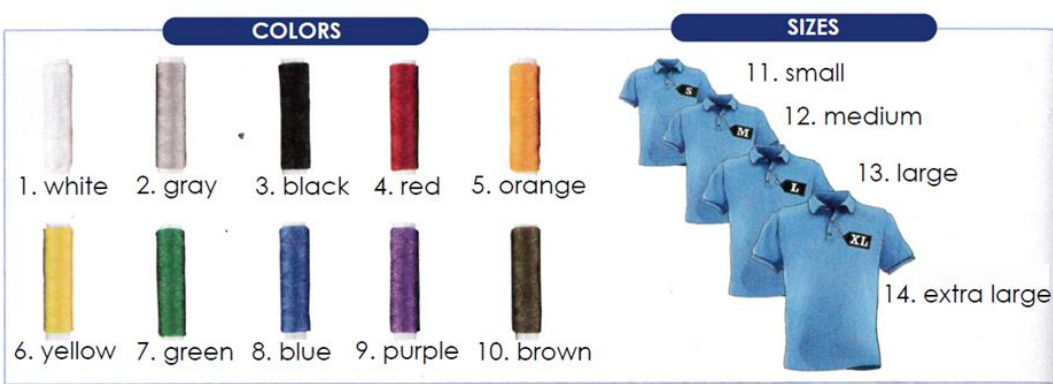 COLORS
1. white 2. gray 3. black 4. red 5. orange
6. yellow 7. green 8. blue 9. purple 10. brown
SIZES
S
11. small
M
12. medium
L
13. large
XL
14. extra large